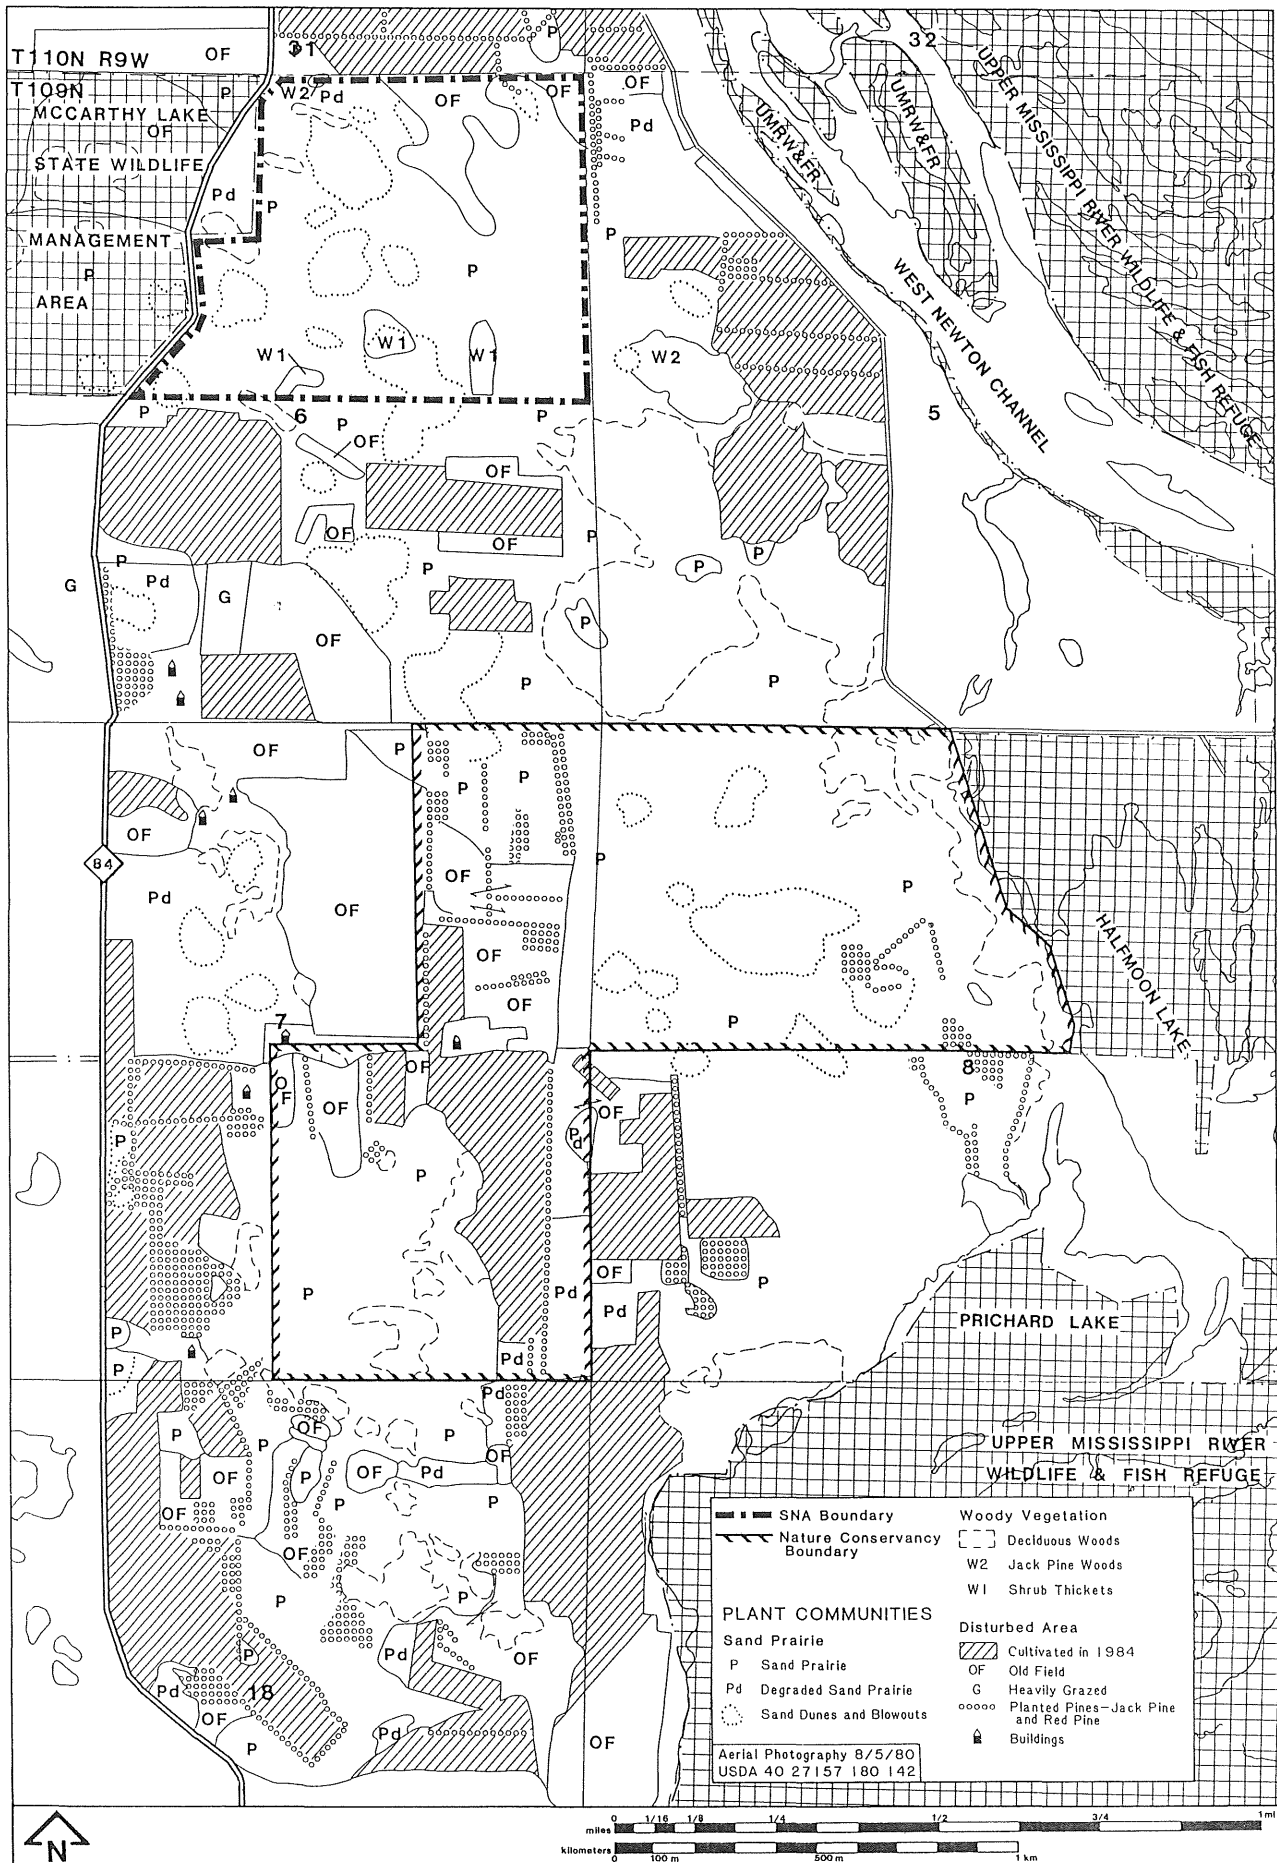 T110N R9W
OF
31
P
32
T109N
MCCARTHY LAKE
OF
STATE WILDLIFE
MANAGEMENT
P
AREA
P
Pd
P
W2
Pd
OF
OF
OF
Pd
P
P
W1
W1
W1
W2
UMRW&FR
UMRW&FR
UPPER MISSISSIPPI RIVER WILDLIFE & FISH REFUGE
WEST NEWTON CHANNEL
5
P
6
P
OF
P
OF
OF
OF
P
P
P
P
P
G
Pd
G
OF
P
P
P
P
OF
P
P
P
OF
84
Pd
OF
OF
P
P
OF
OF
P
HALFMOON LAKE
7
OF
O
F
OF
OF
P
d
8
P
P
P
P
Pd
OF
Pd
P
PRICHARD LAKE
P
P
Pd
Pd
P
P
OF
P
OF
OF
P
OF
Pd
OF
P
P
P
OF
P
P
P
Pd
OF
Pd
18
OF
P
Pd
OF
UPPER MISSISSIPPI RIVER
WILDLIFE & FISH REFUGE
SNA Boundary
Nature Conservancy
Boundary
PLANT COMMUNITIES
Sand Prairie
P Sand Prairie
Pd Degraded Sand Prairie
Sand Dunes and Blowouts
Woody Vegetation
Deciduous Woods
W2 Jack Pine Woods
W1 Shrub Thickets
Disturbed Area
Cultivated in 1984
OF Old Field
G Heavily Grazed
Planted Pines-Jack Pine
and Red Pine
Buildings
Aerial Photography 8/5/80
USDA 40 27157 180 142
N
miles 0 1/16 1/8 1/4 1/2 3/4 1 mi
kilometers 0 100 m 500 m 1 km